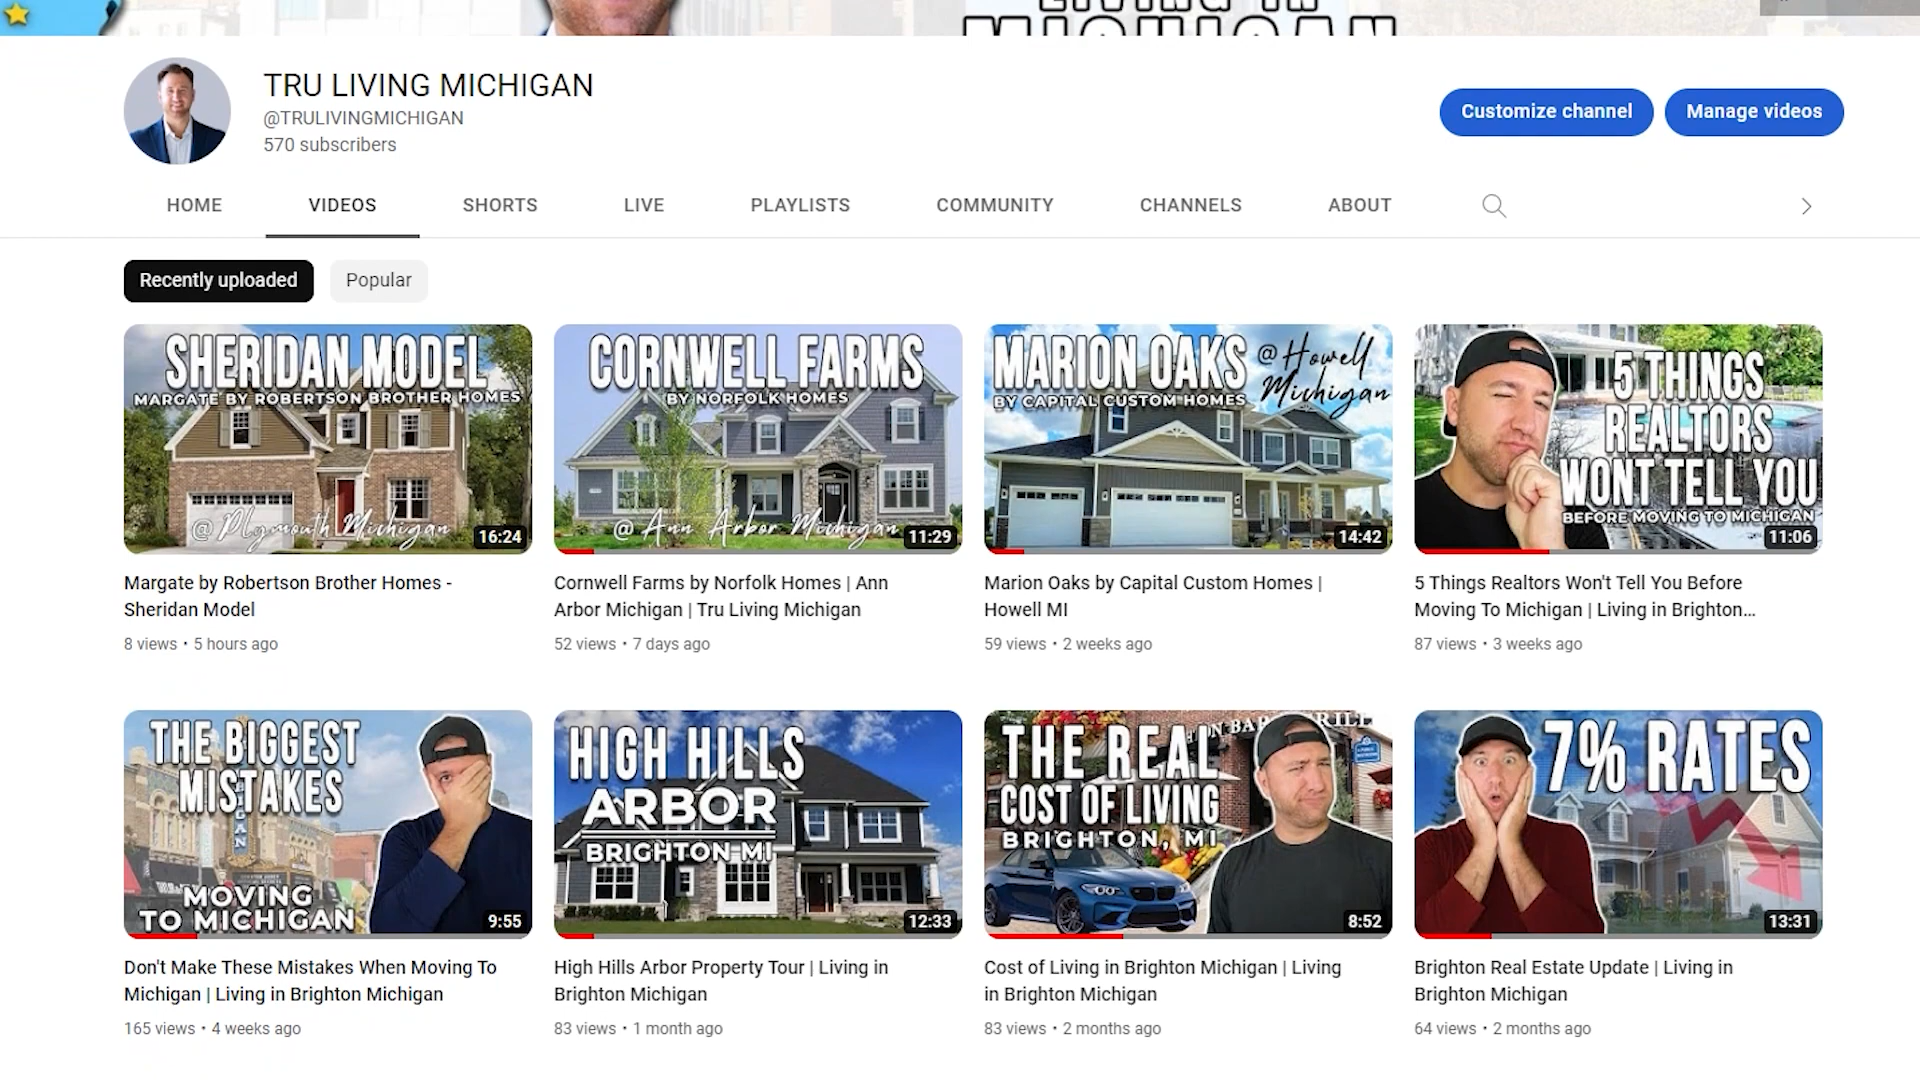 LIVING IN
MICHIGAN
TRU LIVING MICHIGAN
@TRULIVINGMICHIGAN
570 subscribers
Customize channel
Manage videos
HOME
VIDEOS
SHORTS
LIVE
PLAYLISTS
COMMUNITY
CHANNELS
ABOUT
Recently uploaded
Popular
SHERIDAN MODEL
MARGATE BY ROBERTSON BROTHER HOMES
@ Plymouth Michigan
16:24
Margate by Robertson Brother Homes -
Sheridan Model
8 views • 5 hours ago
CORNWELL FARMS
BY NORFOLK HOMES
@ Ann Arbor Michigan
11:29
Cornwell Farms by Norfolk Homes | Ann
Arbor Michigan | Tru Living Michigan
52 views • 7 days ago
MARION OAKS
BY CAPITAL CUSTOM HOMES
@ Howell
Michigan
14:42
Marion Oaks by Capital Custom Homes |
Howell MI
59 views • 2 weeks ago
5 THINGS
REALTORS
WONT TELL YOU
BEFORE MOVING TO MICHIGAN
11:06
5 Things Realtors Won't Tell You Before
Moving To Michigan | Living in Brighton...
87 views • 3 weeks ago
THE BIGGEST
MISTAKES
MOVING
TO MICHIGAN
9:55
Don't Make These Mistakes When Moving To
Michigan | Living in Brighton Michigan
165 views • 4 weeks ago
HIGH HILLS
ARBOR
BRIGHTON MI
12:33
High Hills Arbor Property Tour | Living in
Brighton Michigan
83 views • 1 month ago
THE REAL
COST OF LIVING
BRIGHTON, MI
8:52
Cost of Living in Brighton Michigan | Living
in Brighton Michigan
83 views • 2 months ago
7% RATES
13:31
Brighton Real Estate Update | Living in
Brighton Michigan
64 views • 2 months ago